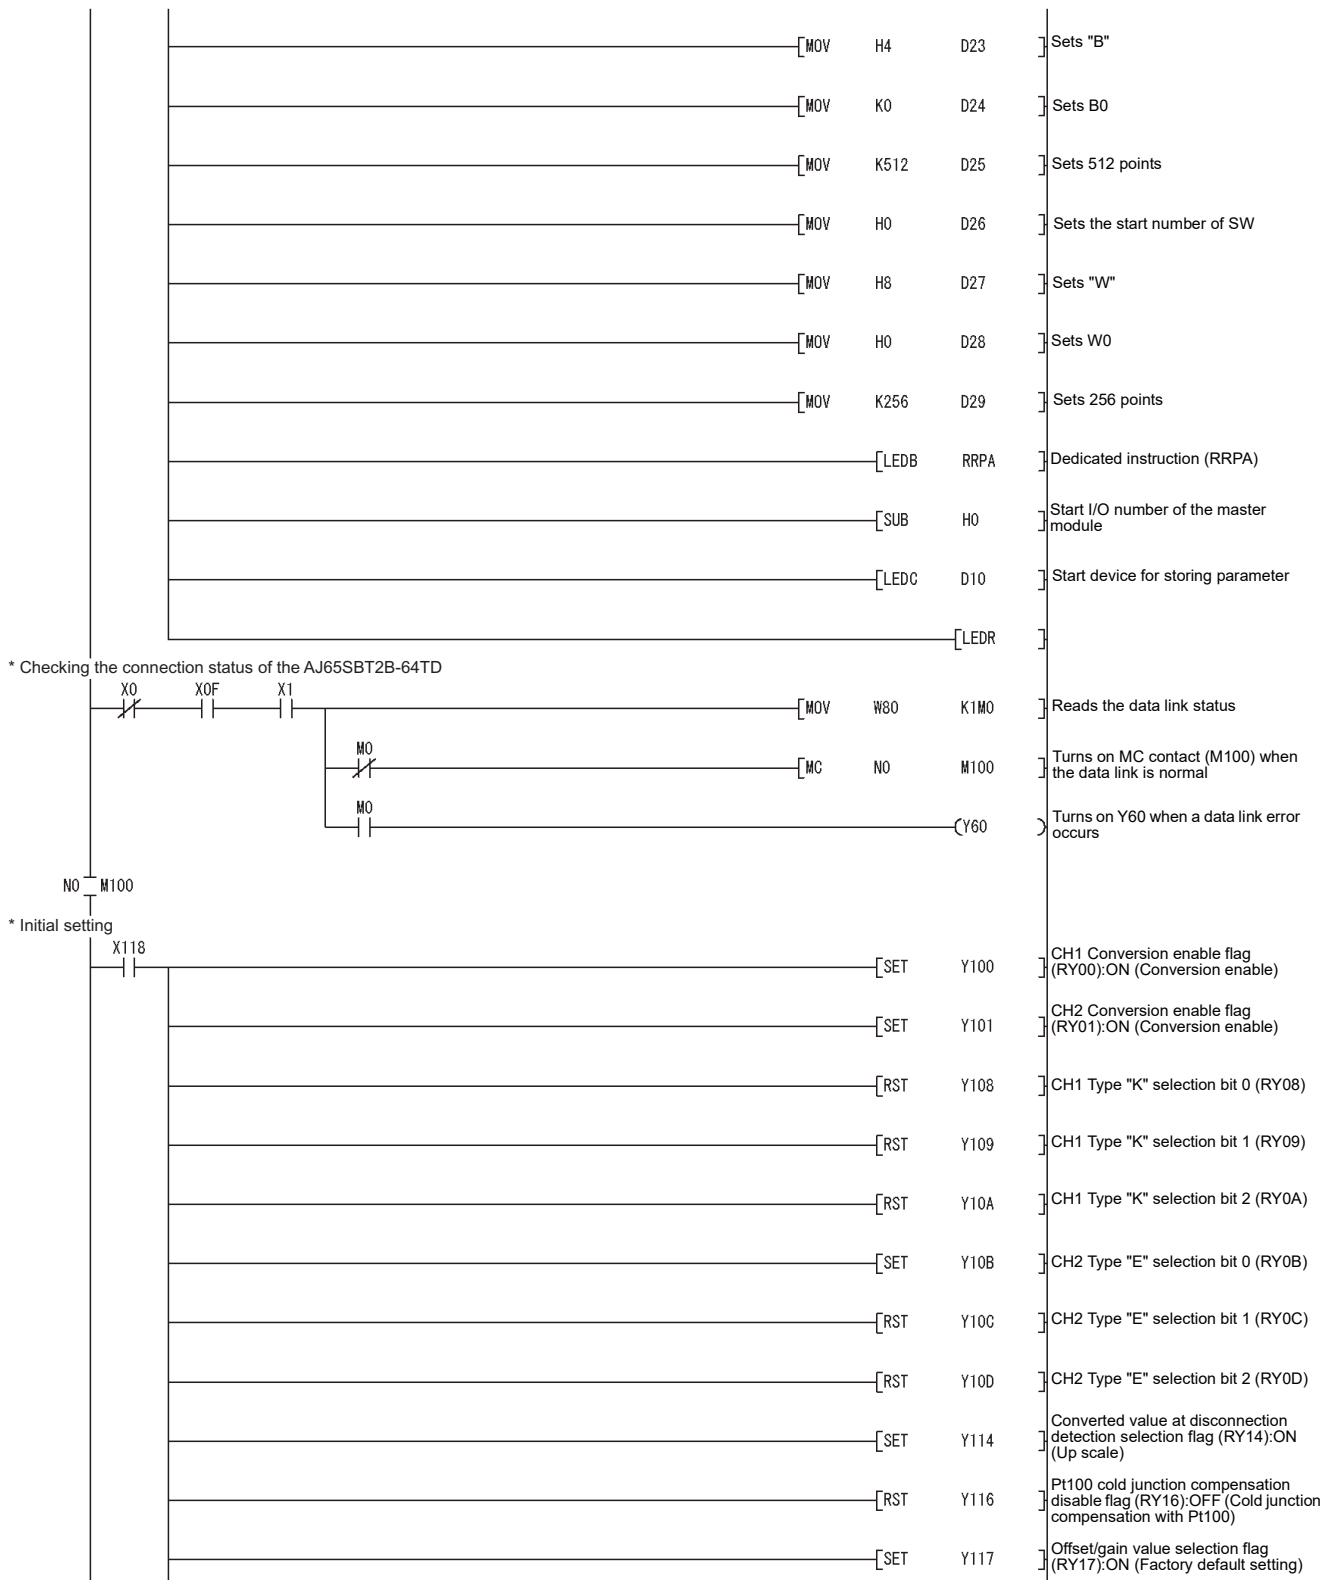 [MOV H4 D23 ] Sets "B"
[MOV K0 D24 ] Sets B0
[MOV K512 D25 ] Sets 512 points
[MOV H0 D26 ] Sets the start number of SW
[MOV H8 D27 ] Sets "W"
[MOV H0 D28 ] Sets W0
[MOV K256 D29 ] Sets 256 points
[LEDB RRPA ] Dedicated instruction (RRPA)
[SUB H0 ] Start I/O number of the master
module
[LEDC D10 ] Start device for storing parameter
[LEDR ]
* Checking the connection status of the AJ65SBT2B-64TD
X0 X0F X1
[MOV W80 K1M0 ] Reads the data link status
M0
[MC N0 M100 ] Turns on MC contact (M100) when
the data link is normal
M0
(Y60 ) Turns on Y60 when a data link error
occurs
N0 M100
* Initial setting
X118
[SET Y100 ] CH1 Conversion enable flag
(RY00):ON (Conversion enable)
[SET Y101 ] CH2 Conversion enable flag
(RY01):ON (Conversion enable)
[RST Y108 ] CH1 Type "K" selection bit 0 (RY08)
[RST Y109 ] CH1 Type "K" selection bit 1 (RY09)
[RST Y10A ] CH1 Type "K" selection bit 2 (RY0A)
[SET Y10B ] CH2 Type "E" selection bit 0 (RY0B)
[RST Y10C ] CH2 Type "E" selection bit 1 (RY0C)
[RST Y10D ] CH2 Type "E" selection bit 2 (RY0D)
[SET Y114 ] Converted value at disconnection
detection selection flag (RY14):ON
(Up scale)
[RST Y116 ] Pt100 cold junction compensation
disable flag (RY16):OFF (Cold junction
compensation with Pt100)
[SET Y117 ] Offset/gain value selection flag
(RY17):ON (Factory default setting)